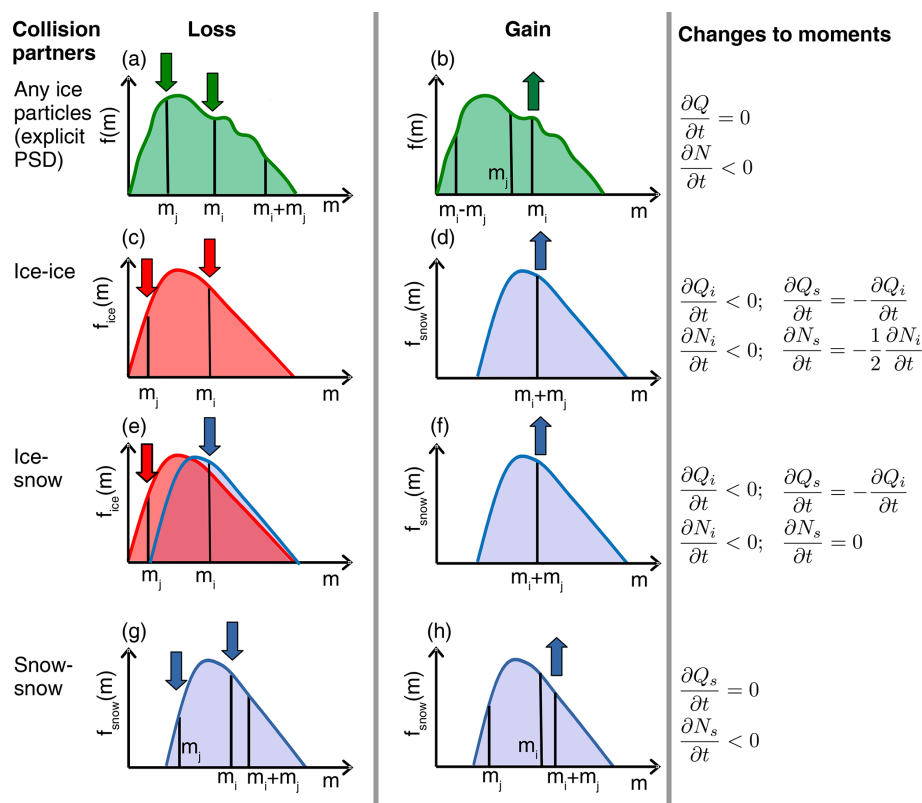 Collision partners
Loss
Gain
Changes to moments
Any ice particles (explicit PSD)
(a)
f(m)
m_j
m_i
m_i+m_j
m
(b)
f(m)
m_i-m_j
m_j
m_i
m
∂Q/∂t = 0
∂N/∂t < 0
Ice-ice
(c)
f_ice(m)
m_j
m_i
m
(d)
f_snow(m)
m_i+m_j
m
∂Q_i/∂t < 0; ∂Q_s/∂t = -∂Q_i/∂t
∂N_i/∂t < 0; ∂N_s/∂t = -1/2 ∂N_i/∂t
Ice-snow
(e)
f_ice(m)
m_j
m_i
m
(f)
f_snow(m)
m_i+m_j
m
∂Q_i/∂t < 0; ∂Q_s/∂t = -∂Q_i/∂t
∂N_i/∂t < 0; ∂N_s/∂t = 0
Snow-snow
(g)
f_snow(m)
m_j
m_i
m_i+m_j
m
(h)
f_snow(m)
m_j
m_i
m_i+m_j
m
∂Q_s/∂t = 0
∂N_s/∂t < 0